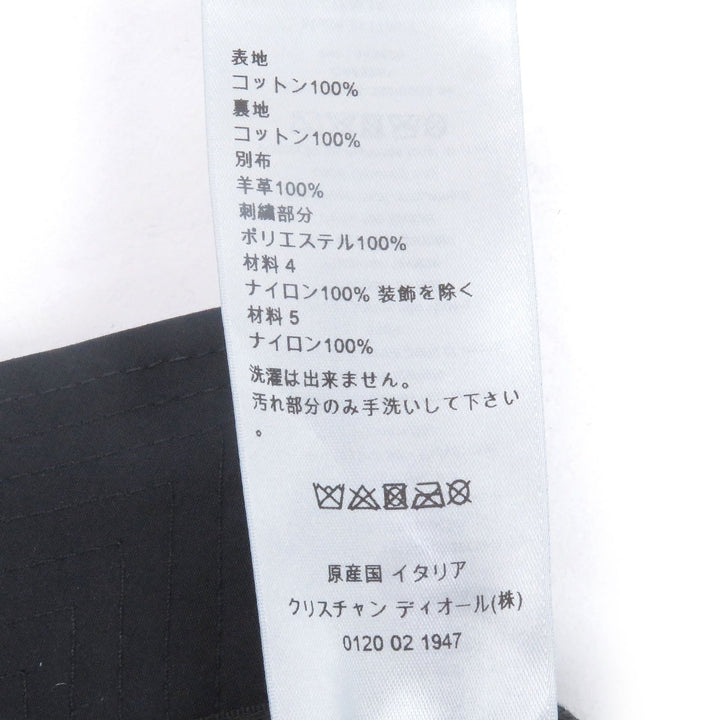 表地
コットン100%
裏地
コットン100%
別布
羊革100%
刺繍部分
ポリエステル100%
材料 4
ナイロン100% 装飾を除く
材料 5
ナイロン100%
洗濯は出来ません。
汚れ部分のみ手洗いして下さい
。
原産国 イタリア
クリスチャン ディオール(株)
0120 02 1947